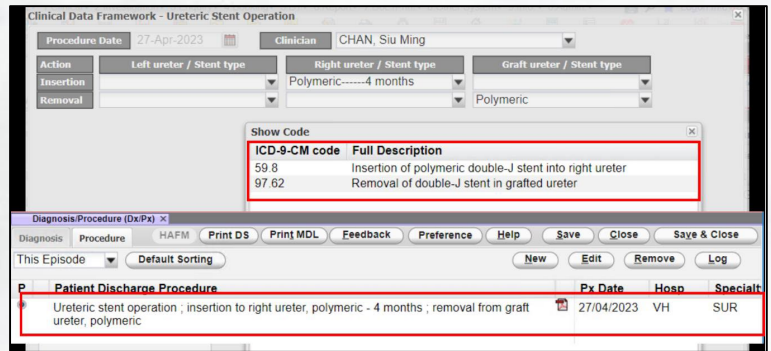 Clinical Data Framework - Ureteric Stent Operation
Procedure Date 27-Apr-2023 Clinician CHAN, Siu Ming
Action Left ureter / Stent type Right ureter / Stent type Graft ureter / Stent type
Insertion Polymeric------4 months
Removal Polymeric
Show Code
ICD-9-CM code Full Description
59.8 Insertion of polymeric double-J stent into right ureter
97.62 Removal of double-J stent in grafted ureter
Diagnosis/Procedure (Dx/Px)
Diagnosis Procedure HAFM Print DS Print MDL Feedback Preference Help Save Close Save & Close
This Episode Default Sorting New Edit Remove Log
P Patient Discharge Procedure Px Date Hosp Specialt
Ureteric stent operation ; insertion to right ureter, polymeric - 4 months ; removal from graft 27/04/2023 VH SUR
ureter, polymeric